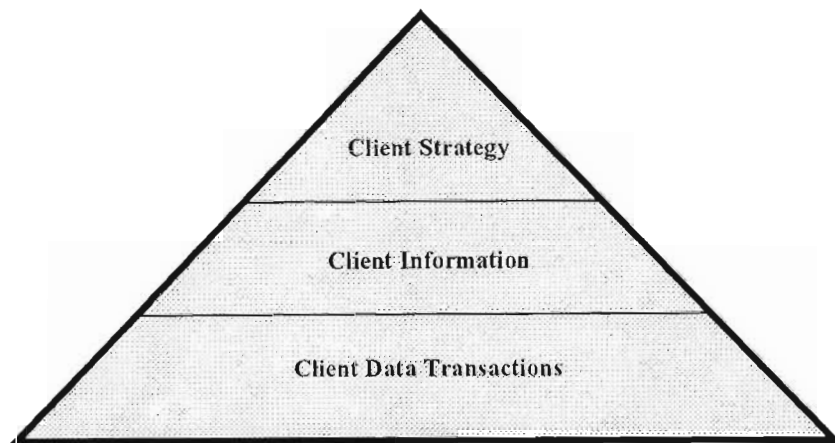 Client Strategy
Client Information
Client Data Transactions